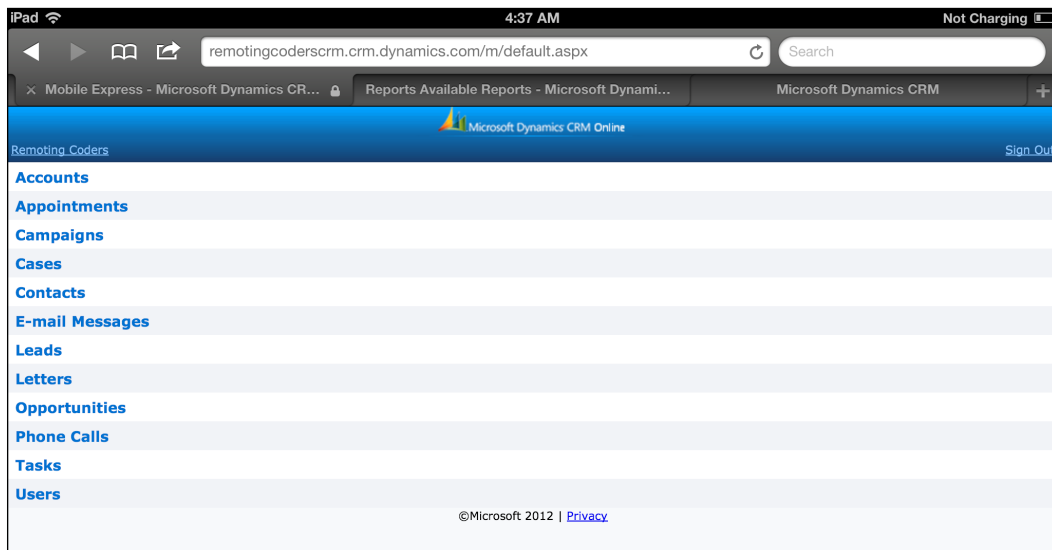 iPad 4:37 AM Not Charging
remotingcoderscrm.crm.dynamics.com/m/default.aspx Search
Mobile Express - Microsoft Dynamics CR... Reports Available Reports - Microsoft Dynami... Microsoft Dynamics CRM
Microsoft Dynamics CRM Online
Remoting Coders Sign Out
Accounts
Appointments
Campaigns
Cases
Contacts
E-mail Messages
Leads
Letters
Opportunities
Phone Calls
Tasks
Users
©Microsoft 2012 | Privacy